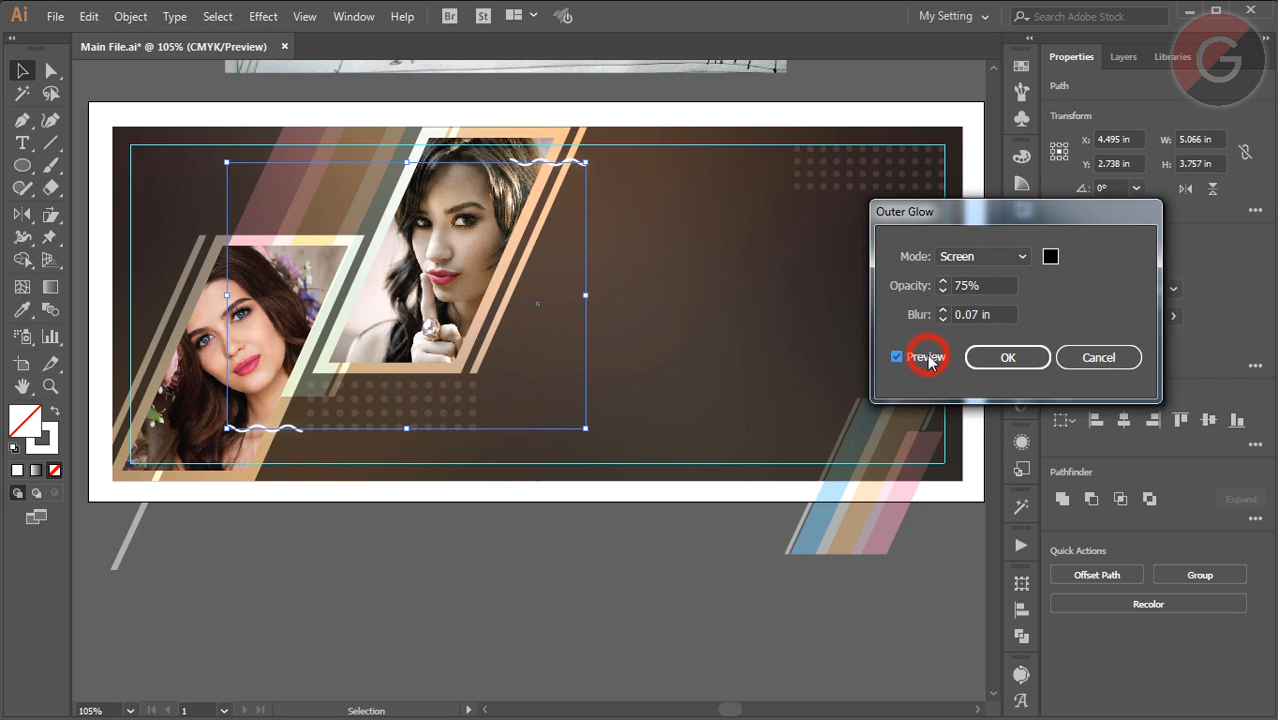 Ai File Edit Object Type Select Effect View Window Help Br St My Setting Search Adobe Stock
Main File.ai* @ 105% (CMYK/Preview) ×
Properties Layers Libraries
G
Path
Transform
X: 4.495 in W: 5.066 in
Y: 2.738 in H: 3.757 in
0°
Outer Glow
Mode: Screen
Opacity: 75%
Blur: 0.07 in
Preview OK Cancel
Pathfinder
Expand
Quick Actions
Offset Path Group
Recolor
105% 1 Selection